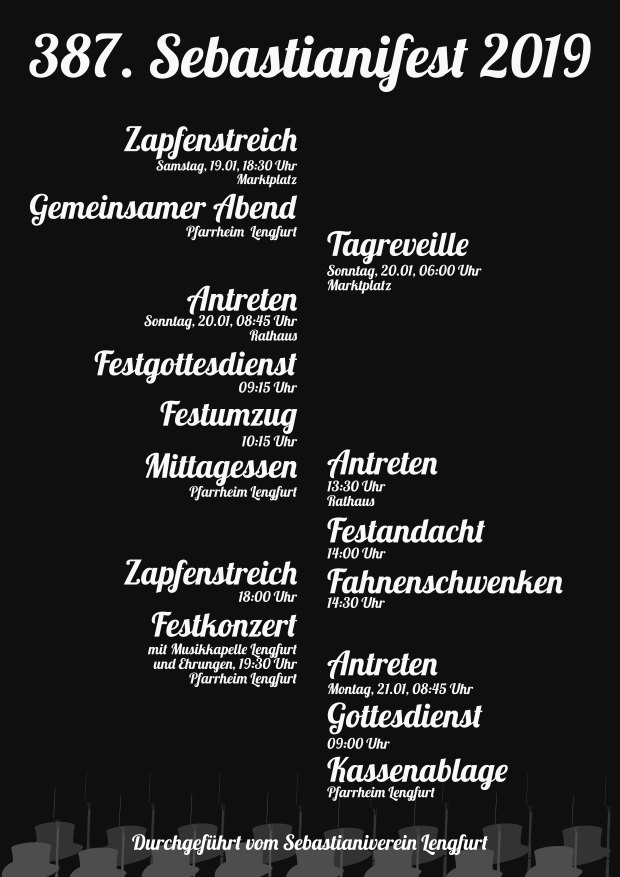 387. Sebastianifest 2019
Zapfenstreich
Samstag, 19.01, 18:30 Uhr
Marktplatz
Gemeinsamer Abend
Pfarrheim Lengfurt
Tagreveille
Sonntag, 20.01, 06:00 Uhr
Marktplatz
Antreten
Sonntag, 20.01, 08:45 Uhr
Rathaus
Festgottesdienst
09:15 Uhr
Festumzug
10:15 Uhr
Mittagessen
Pfarrheim Lengfurt
Antreten
13:30 Uhr
Rathaus
Festandacht
14:00 Uhr
Fahnenschwenken
14:30 Uhr
Zapfenstreich
18:00 Uhr
Festkonzert
mit Musikkapelle Lengfurt
und Ehrungen, 19:30 Uhr
Pfarrheim Lengfurt
Antreten
Montag, 21.01, 08:45 Uhr
Gottesdienst
09:00 Uhr
Kassenablage
Pfarrheim Lengfurt
Durchgeführt vom Sebastianiverein Lengfurt